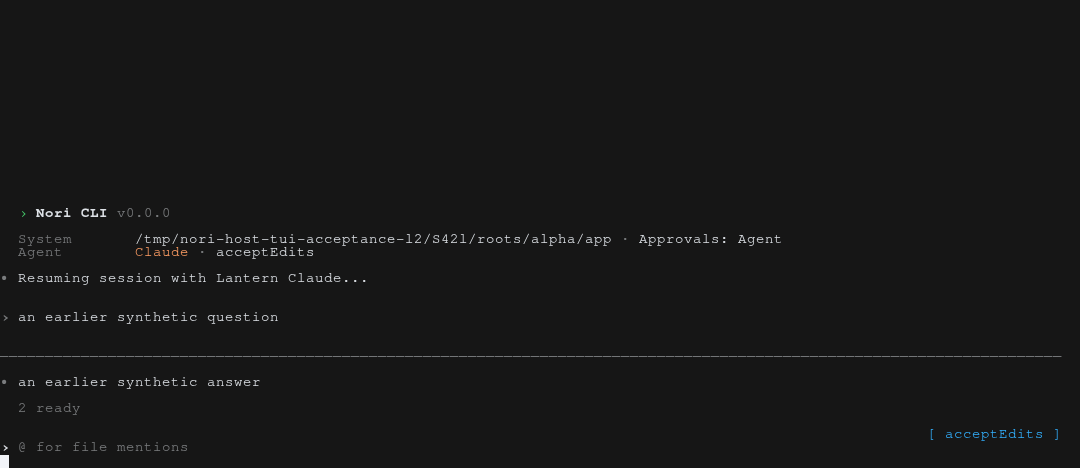 › Nori CLI v0.0.0
System /tmp/nori-host-tui-acceptance-l2/S42l/roots/alpha/app · Approvals: Agent
Agent Claude · acceptEdits
• Resuming session with Lantern Claude...
› an earlier synthetic question
• an earlier synthetic answer
2 ready
[ acceptEdits ]
› @ for file mentions